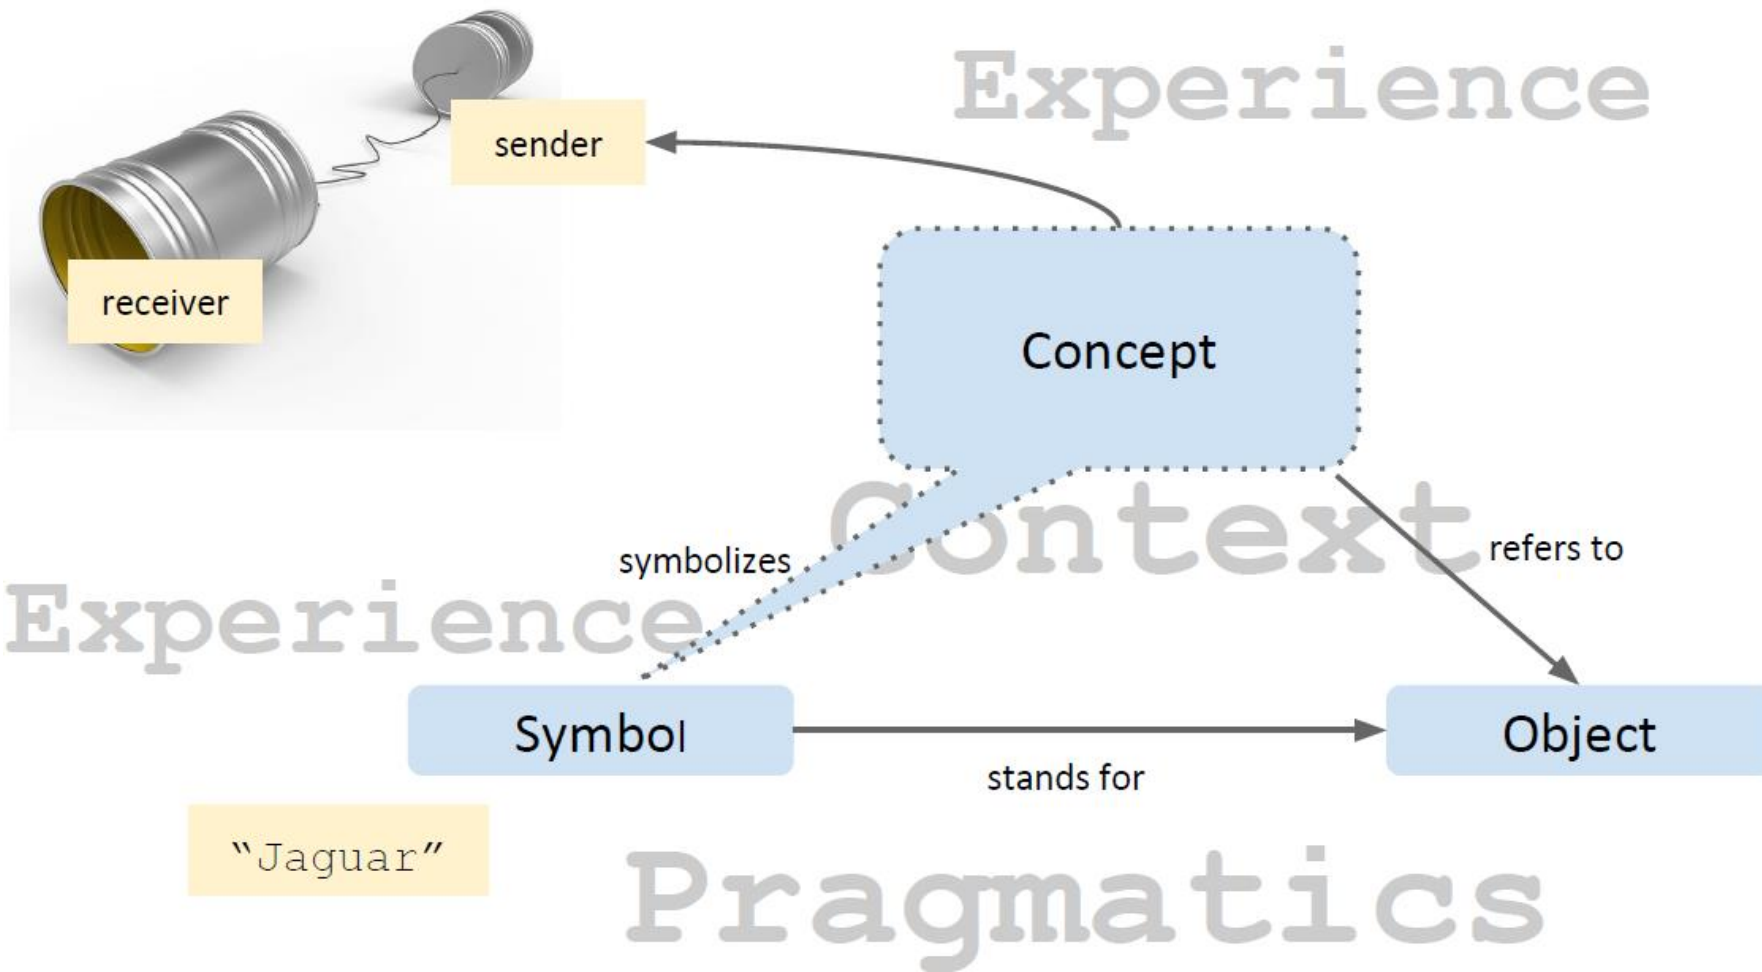 Experience
sender
receiver
Concept
Context
symbolizes
refers to
Experience
Symbol
Object
stands for
“Jaguar”
Pragmatics